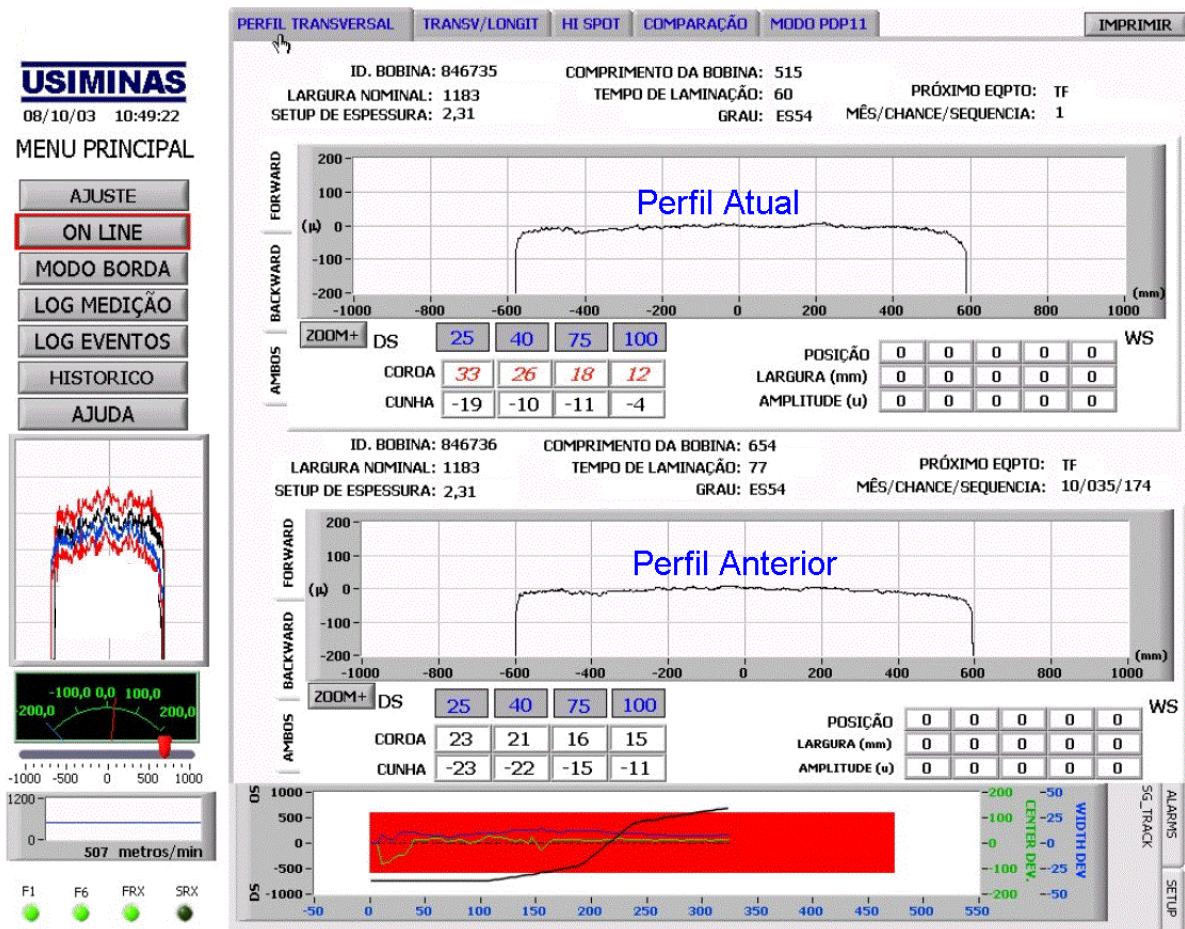 PERFIL TRANSVERSAL TRANSV/LONGIT HI SPOT COMPARAÇÃO MODO PDP11 IMPRIMIR
USIMINAS
08/10/03 10:49:22
MENU PRINCIPAL
AJUSTE
ON LINE
MODO BORDA
LOG MEDIÇÃO
LOG EVENTOS
HISTORICO
AJUDA
-100,0 0,0 100,0
200,0 200,0
-1000 -500 0 500 1000
1200
0
507 metros/min
F1 F6 FRX SRX
ID. BOBINA: 846735 COMPRIMENTO DA BOBINA: 515
LARGURA NOMINAL: 1183 TEMPO DE LAMINAÇÃO: 60 PRÓXIMO EQPTO: TF
SETUP DE ESPESSURA: 2,31 GRAU: ES54 MÊS/CHANCE/SEQUENCIA: 1
FORWARD
BACKWARD
AMBOS
200
100
(µ) 0
-100
-200
Perfil Atual
-1000 -800 -600 -400 -200 0 200 400 600 800 1000 (mm)
ZOOM+ DS 25 40 75 100 WS
COROA 33 26 18 12
CUNHA -19 -10 -11 -4
POSIÇÃO 0 0 0 0 0
LARGURA (mm) 0 0 0 0 0
AMPLITUDE (u) 0 0 0 0 0
ID. BOBINA: 846736 COMPRIMENTO DA BOBINA: 654
LARGURA NOMINAL: 1183 TEMPO DE LAMINAÇÃO: 77 PRÓXIMO EQPTO: TF
SETUP DE ESPESSURA: 2,31 GRAU: ES54 MÊS/CHANCE/SEQUENCIA: 10/035/174
FORWARD
BACKWARD
AMBOS
200
100
(µ) 0
-100
-200
Perfil Anterior
-1000 -800 -600 -400 -200 0 200 400 600 800 1000 (mm)
ZOOM+ DS 25 40 75 100 WS
COROA 23 21 16 15
CUNHA -23 -22 -15 -11
POSIÇÃO 0 0 0 0 0
LARGURA (mm) 0 0 0 0 0
AMPLITUDE (u) 0 0 0 0 0
OS
DS
1000
500
0
-500
-1000
-50 0 50 100 150 200 250 300 350 400 450 500 550
-200
-100
-0
-100
-200
CENTER DEV.
-50
-25
-0
-25
-50
WIDTH DEV
SG_TRACK
ALARMS
SETUP